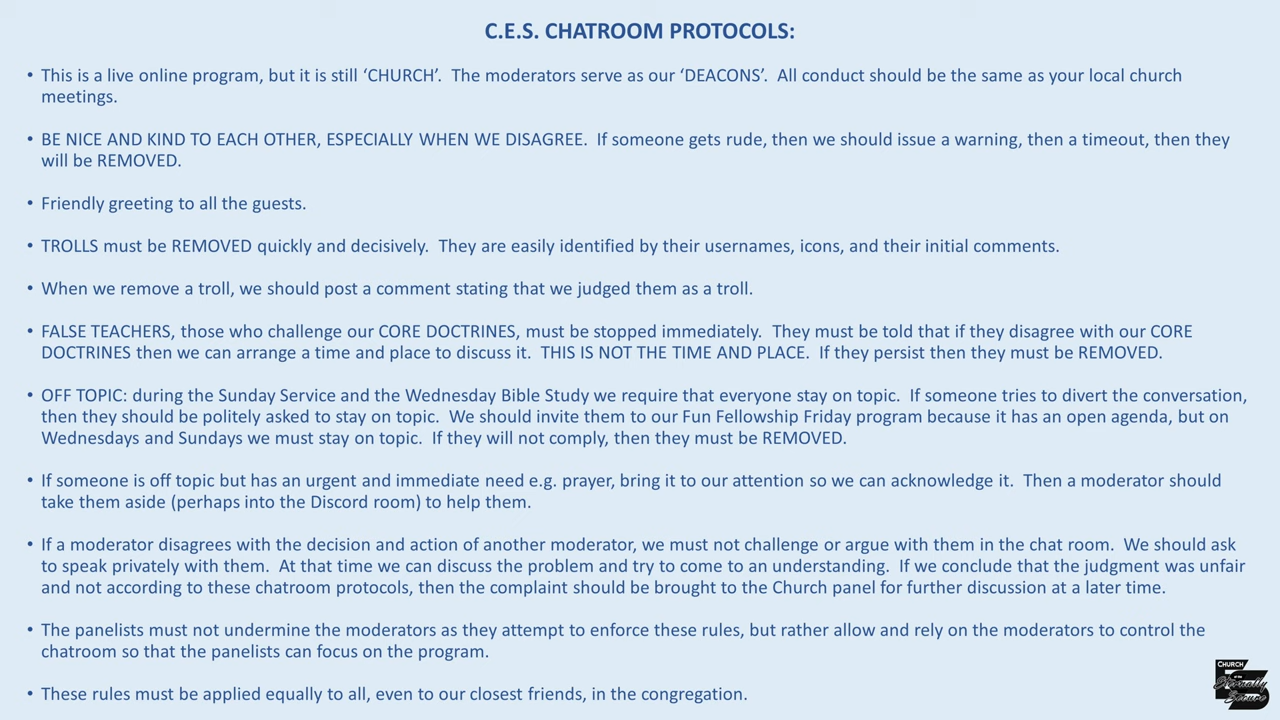 C.E.S. CHATROOM PROTOCOLS:
• This is a live online program, but it is still ‘CHURCH’.  The moderators serve as our ‘DEACONS’.  All conduct should be the same as your local church
meetings.
• BE NICE AND KIND TO EACH OTHER, ESPECIALLY WHEN WE DISAGREE.  If someone gets rude, then we should issue a warning, then a timeout, then they
will be REMOVED.
• Friendly greeting to all the guests.
• TROLLS must be REMOVED quickly and decisively.  They are easily identified by their usernames, icons, and their initial comments.
• When we remove a troll, we should post a comment stating that we judged them as a troll.
• FALSE TEACHERS, those who challenge our CORE DOCTRINES, must be stopped immediately.  They must be told that if they disagree with our CORE
DOCTRINES then we can arrange a time and place to discuss it.  THIS IS NOT THE TIME AND PLACE.  If they persist then they must be REMOVED.
• OFF TOPIC: during the Sunday Service and the Wednesday Bible Study we require that everyone stay on topic.  If someone tries to divert the conversation,
then they should be politely asked to stay on topic.  We should invite them to our Fun Fellowship Friday program because it has an open agenda, but on
Wednesdays and Sundays we must stay on topic.  If they will not comply, then they must be REMOVED.
• If someone is off topic but has an urgent and immediate need e.g. prayer, bring it to our attention so we can acknowledge it.  Then a moderator should
take them aside (perhaps into the Discord room) to help them.
• If a moderator disagrees with the decision and action of another moderator, we must not challenge or argue with them in the chat room.  We should ask
to speak privately with them.  At that time we can discuss the problem and try to come to an understanding.  If we conclude that the judgment was unfair
and not according to these chatroom protocols, then the complaint should be brought to the Church panel for further discussion at a later time.
• The panelists must not undermine the moderators as they attempt to enforce these rules, but rather allow and rely on the moderators to control the
chatroom so that the panelists can focus on the program.
• These rules must be applied equally to all, even to our closest friends, in the congregation.
CHURCH
of the
Eternally
Secure